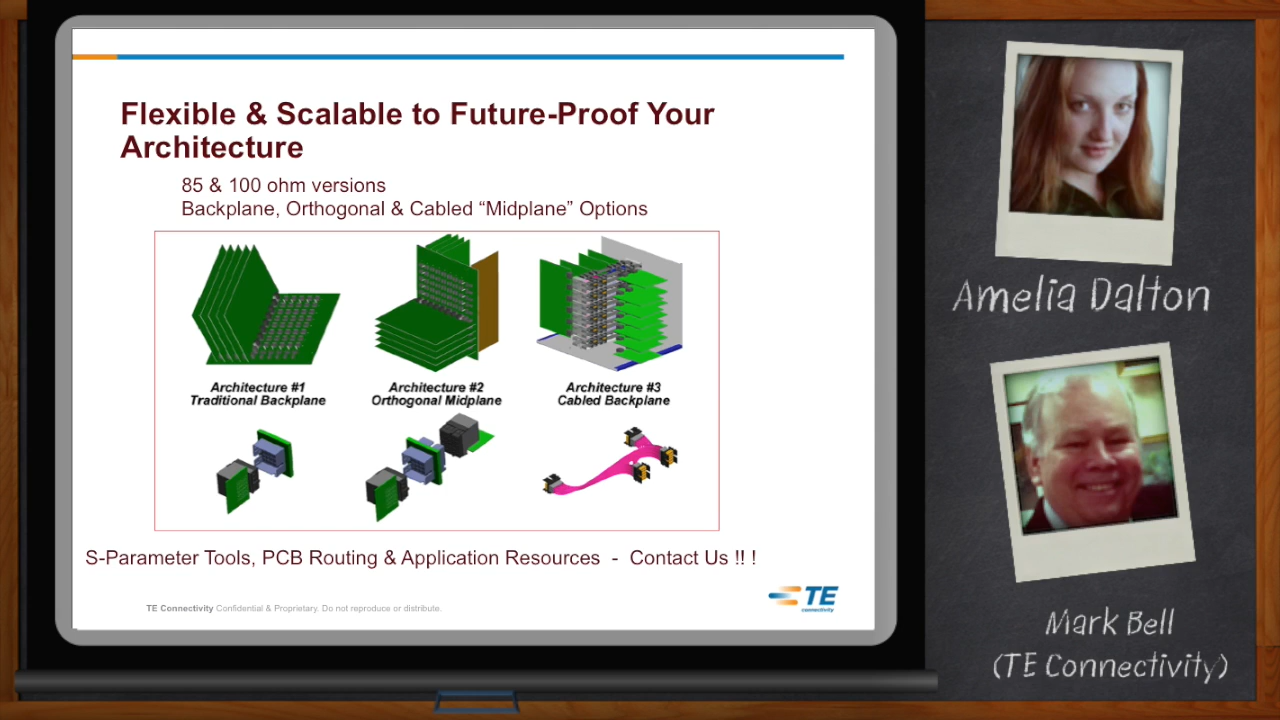 Flexible & Scalable to Future-Proof Your
Architecture
85 & 100 ohm versions
Backplane, Orthogonal & Cabled “Midplane” Options
Architecture #1
Traditional Backplane
Architecture #2
Orthogonal Midplane
Architecture #3
Cabled Backplane
S-Parameter Tools, PCB Routing & Application Resources - Contact Us !! !
TE Connectivity Confidential & Proprietary. Do not reproduce or distribute.
TE
connectivity
Amelia Dalton
Mark Bell
(TE Connectivity)